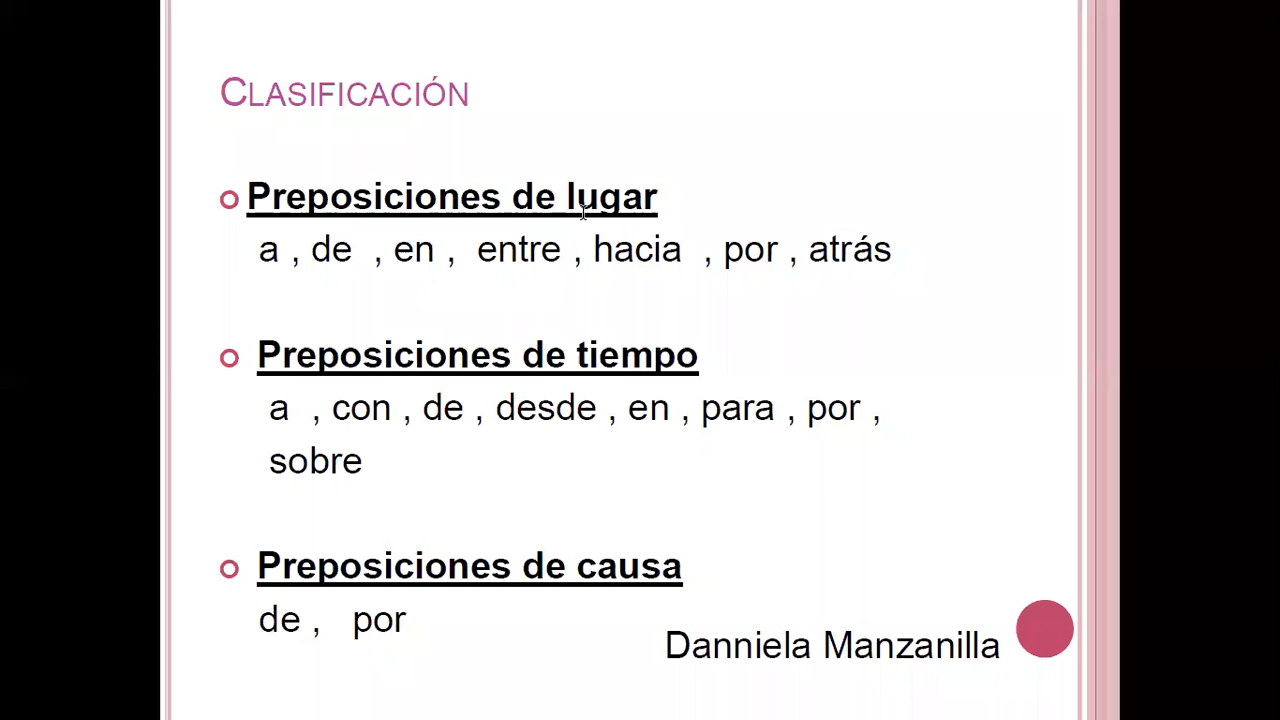 CLASIFICACIÓN
Preposiciones de lugar
a , de , en , entre , hacia , por , atrás
Preposiciones de tiempo
a , con , de , desde , en , para , por ,
sobre
Preposiciones de causa
de , por
Danniela Manzanilla